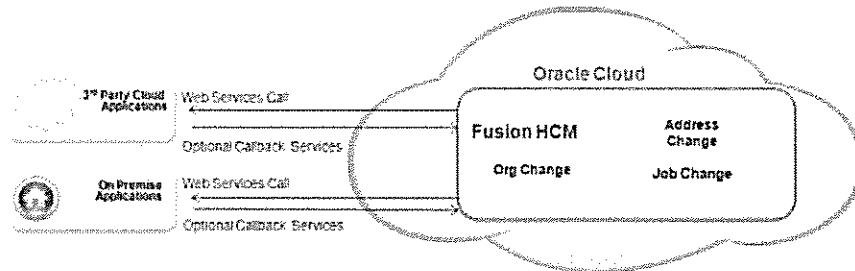 Oracle Cloud
3rd Party Cloud
Applications
Web Services Call
Optional Callback Services
Fusion HCM
Address
Change
Org Change
Job Change
On Premise
Applications
Web Services Call
Optional Callback Services